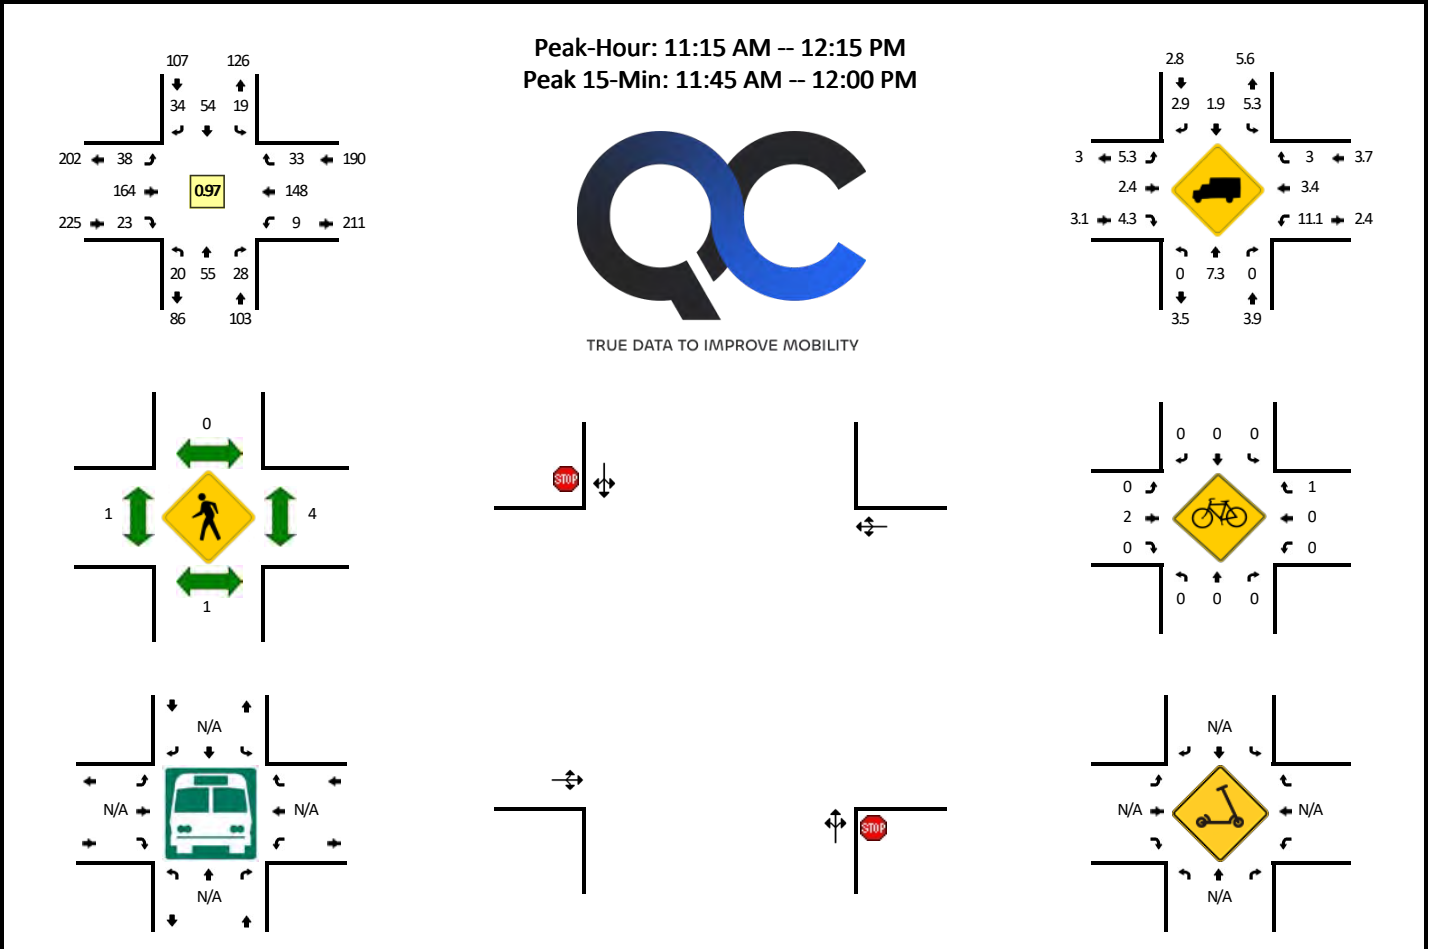 Peak-Hour: 11:15 AM -- 12:15 PM
Peak 15-Min: 11:45 AM -- 12:00 PM
107 126
34 54 19
202 38 33 190
164 0.97 148
225 23 9 211
20 55 28
86 103
QC
TRUE DATA TO IMPROVE MOBILITY
2.8 5.6
2.9 1.9 5.3
3 5.3 3 3.7
2.4 3.4
3.1 4.3 11.1 2.4
0 7.3 0
3.5 3.9
0
1 4
1
STOP
STOP
0 0 0
0 1
2 0
0 0
0 0 0
N/A
N/A N/A
N/A
N/A
N/A N/A
N/A